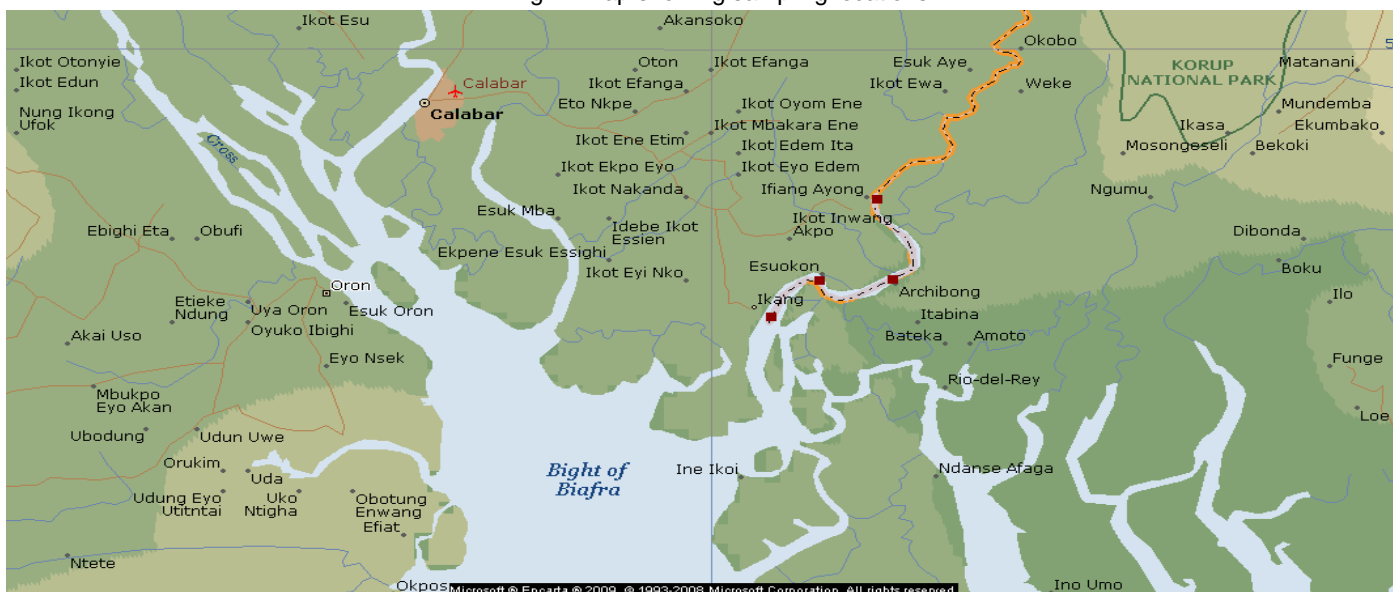 Ikot Esu
Akansoko
Okobo
5
Ikot Otonyie
Oton
Ikot Efanga
Esuk Aye
KORUP
NATIONAL PARK
Matanani
Ikot Edun
Calabar
Ikot Efanga
Ikot Ewa
Weke
Calabar
Eto Nkpe
Ikot Oyom Ene
Mundemba
Nung Ikong
Ufok
Ikot Mbakara Ene
Ikasa
Ekumbako
Cross
Ikot Ene Etim
Ikot Edem Ita
Mosongeseli
Bekoki
Ikot Ekpo Eyo
Ikot Eyo Edem
Ikot Nakanda
Ifiang Ayong
Ngumu
Esuk Mba
Ikot Inwang
Akpo
Idebe Ikot
Essien
Ebighi Eta
Obufi
Dibonda
Ekpene Esuk Essighi
Ikot Eyi Nko
Esuokon
Boku
Oron
Archibong
Ikang
Ilo
Etieke
Ndung
Uya Oron
Esuk Oron
Itabina
Oyuko Ibighi
Akai Uso
Bateka
Amoto
Eyo Nsek
Funge
Rio-del-Rey
Mbukpo
Eyo Akan
Loe
Ubodung
Udun Uwe
Orukim
Uda
Bight of
Biafra
Ine Ikoi
Ndanse Afaga
Udung Eyo
Utitntai
Uko
Ntigha
Obotung
Enwang
Efiat
Ntete
Okpos
Microsoft ® Encarta ® 2009. © 1993-2008 Microsoft Corporation. All rights reserved.
Ino Umo